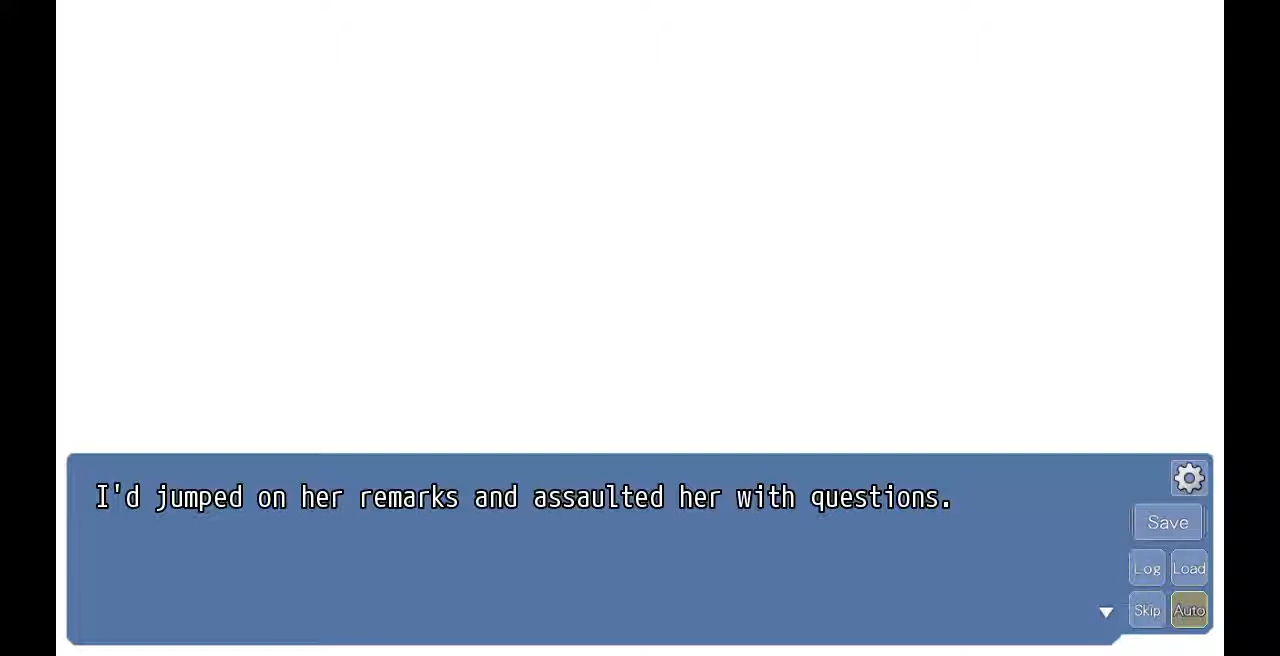 I'd jumped on her remarks and assaulted her with questions.
Save
Log Load
Skip Auto